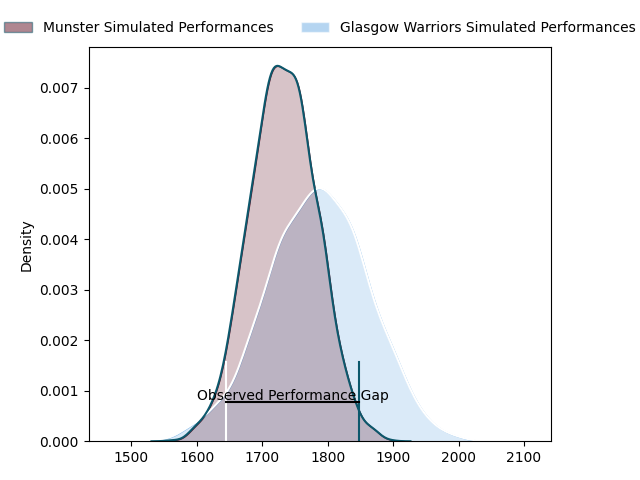 Munster Simulated Performances Glasgow Warriors Simulated Performances
0.007
0.006
0.005
0.004
0.003
0.002
0.001
0.000
Density
Observed Performance Gap
1500 1600 1700 1800 1900 2000 2100